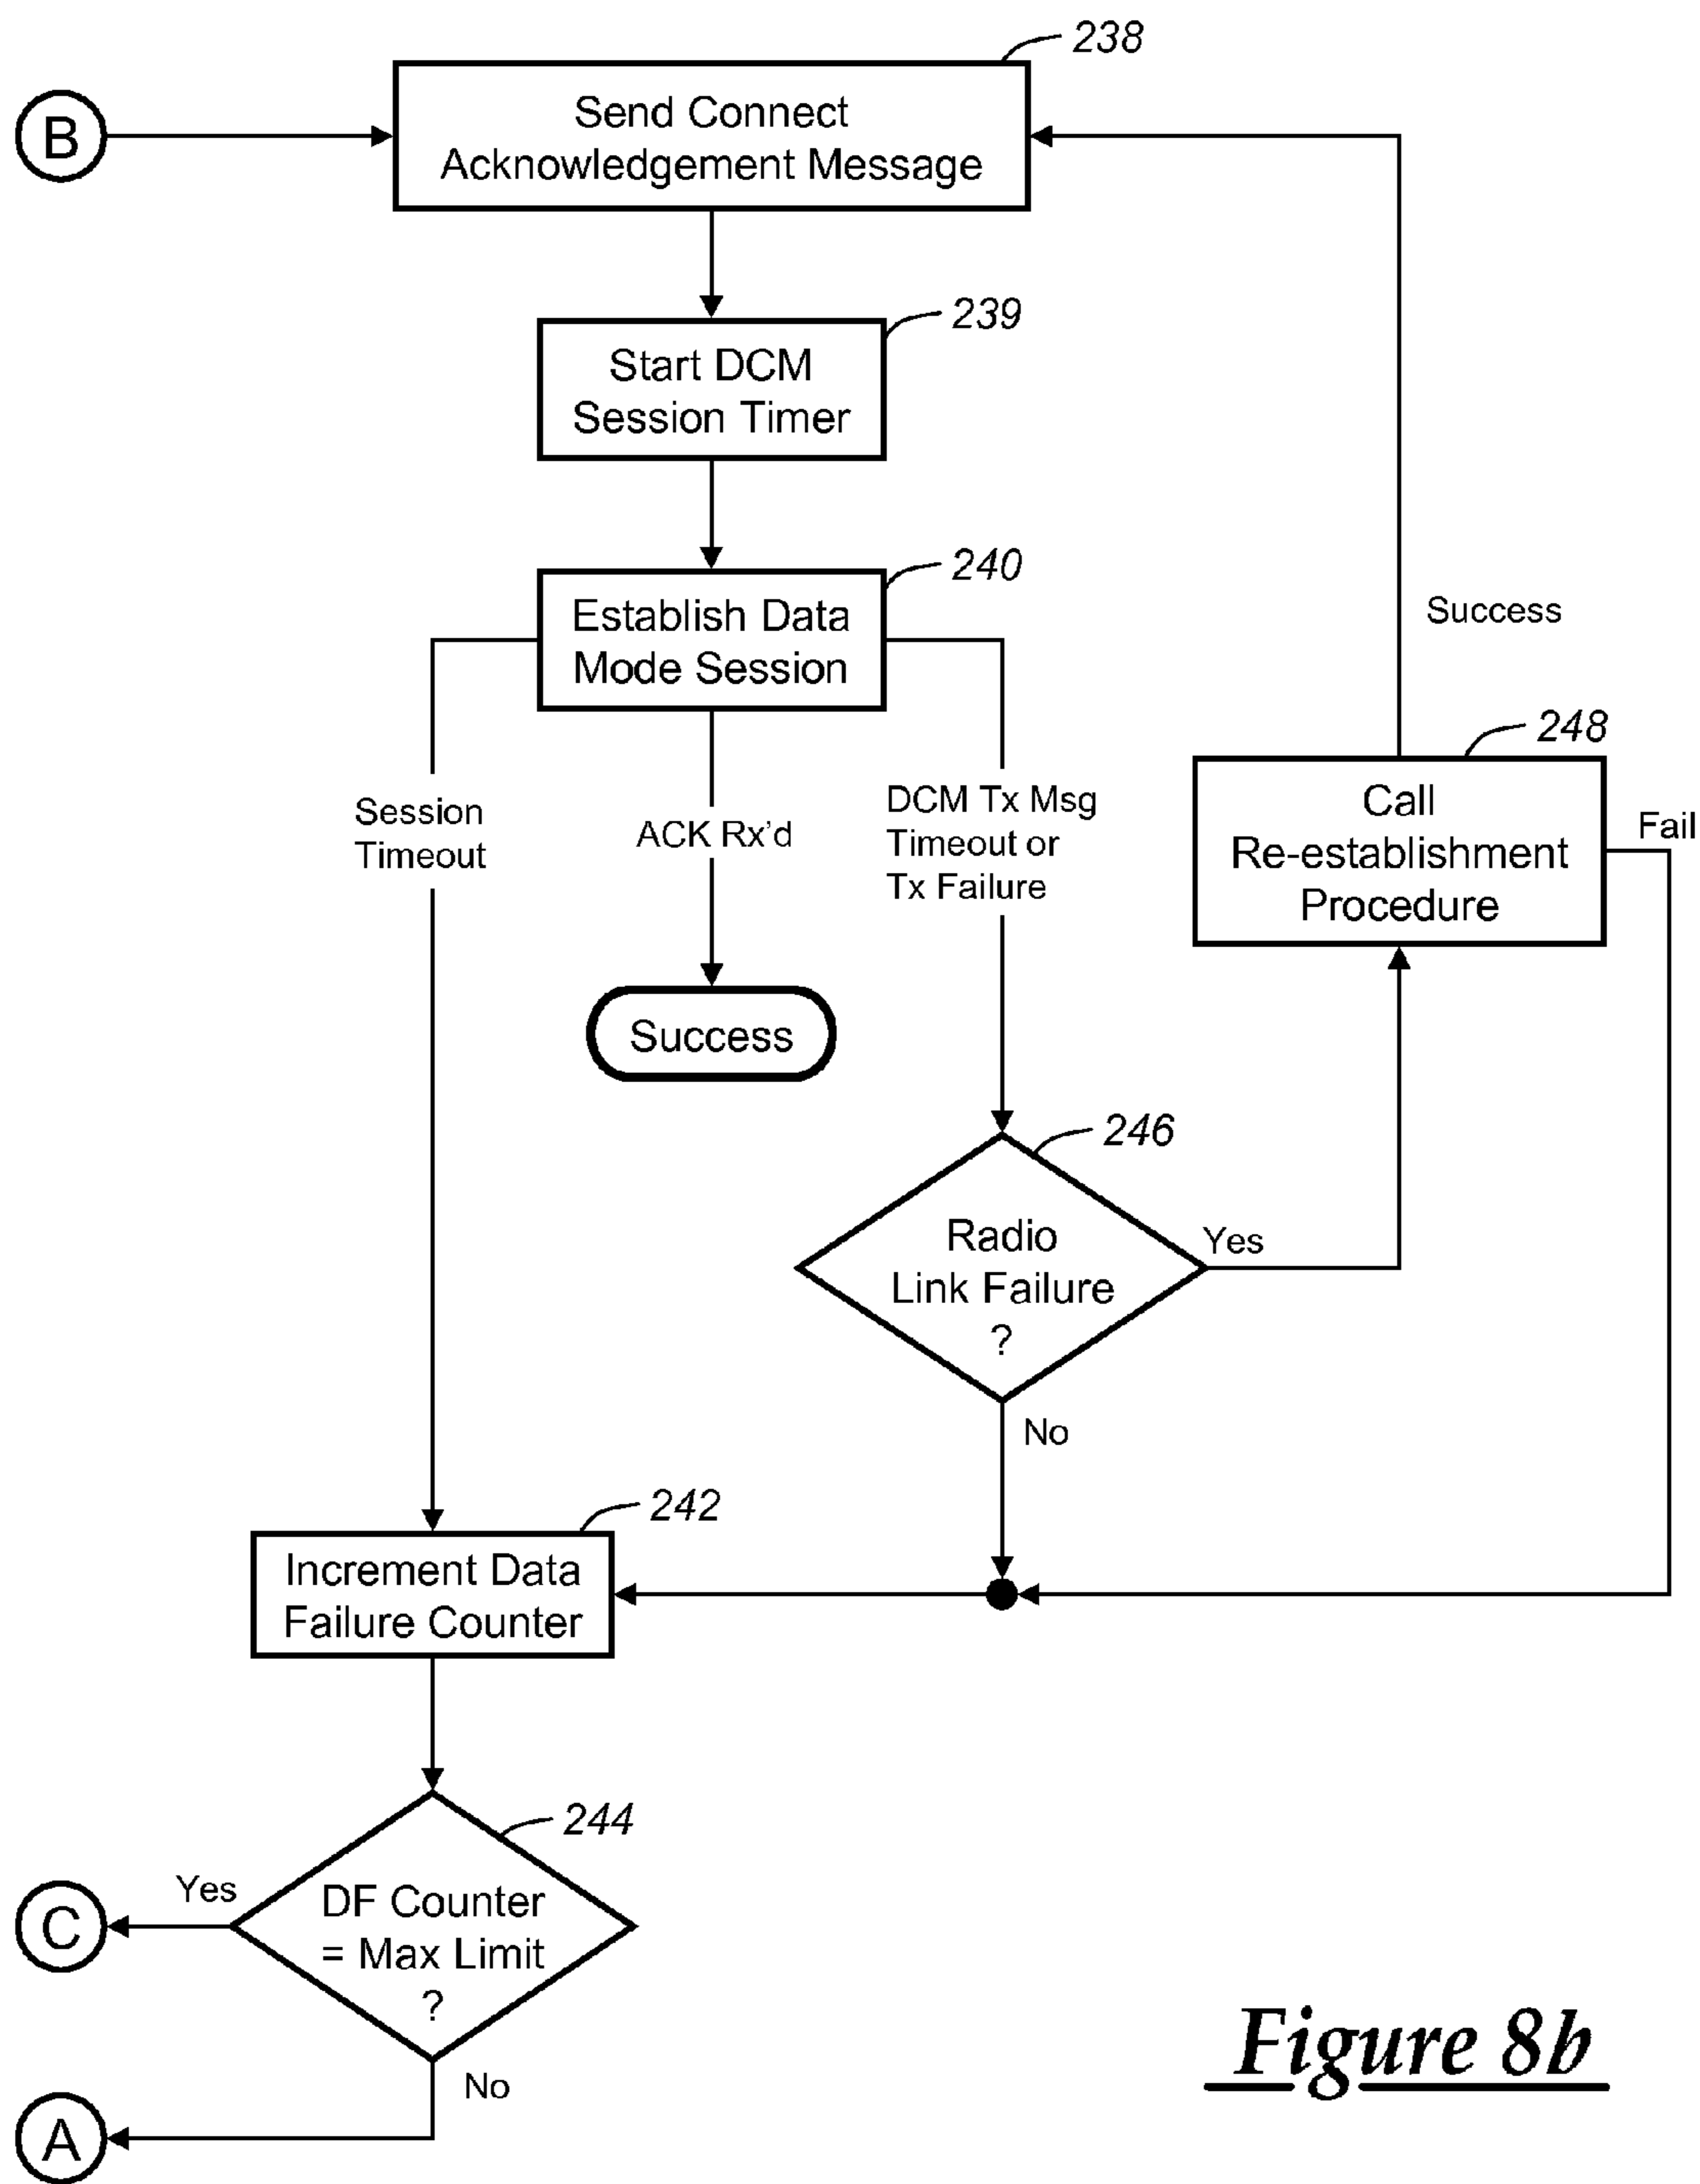 238
B
Send Connect
Acknowledgement Message
239
Start DCM
Session Timer
240
Establish Data
Mode Session
Success
248
Session
Timeout
ACK Rx'd
DCM Tx Msg
Timeout or
Tx Failure
Call
Re-establishment
Procedure
Fail
Success
246
Radio
Link Failure
?
Yes
No
242
Increment Data
Failure Counter
244
DF Counter
= Max Limit
?
Yes
C
No
A
Figure 8b